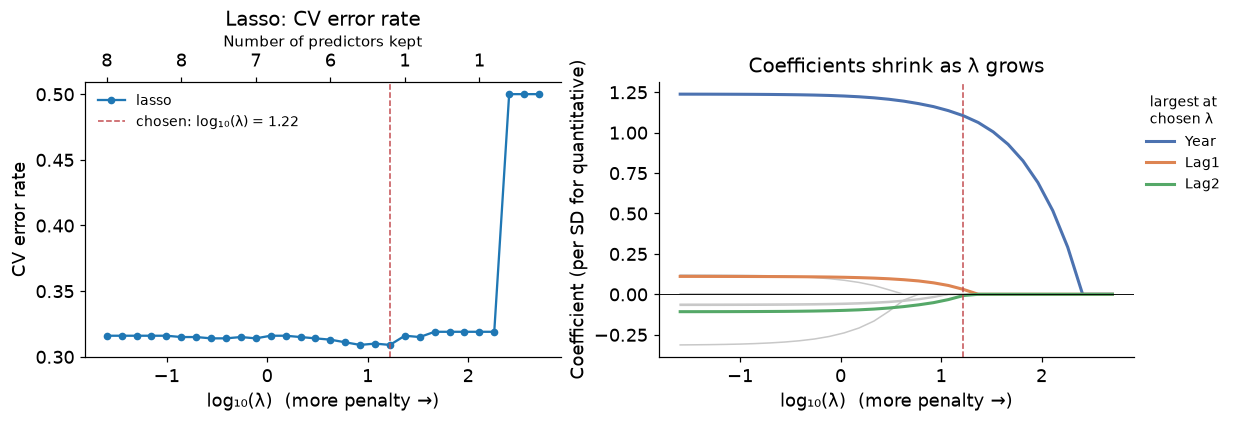 Lasso: CV error rate
Number of predictors kept
8 8 7 6 1 1
CV error rate
0.50
0.45
0.40
0.35
0.30
lasso
chosen: log₁₀(λ) = 1.22
−1 0 1 2
log₁₀(λ) (more penalty →)
Coefficients shrink as λ grows
Coefficient (per SD for quantitative)
1.25
1.00
0.75
0.50
0.25
0.00
−0.25
−1 0 1 2
log₁₀(λ) (more penalty →)
largest at
chosen λ
Year
Lag1
Lag2